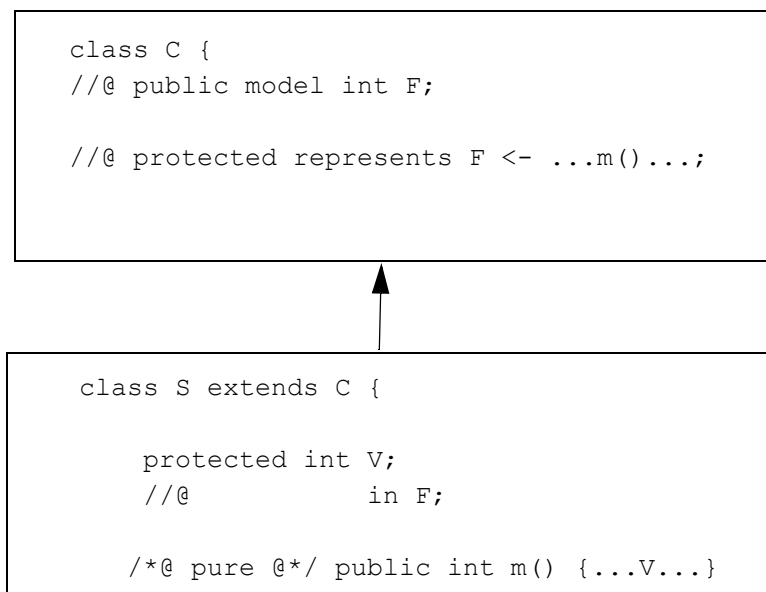 class C {
//@ public model int F;
//@ protected represents F <- ...m()...;
class S extends C {
protected int V;
//@ in F;
/*@ pure @*/ public int m() {...V...}